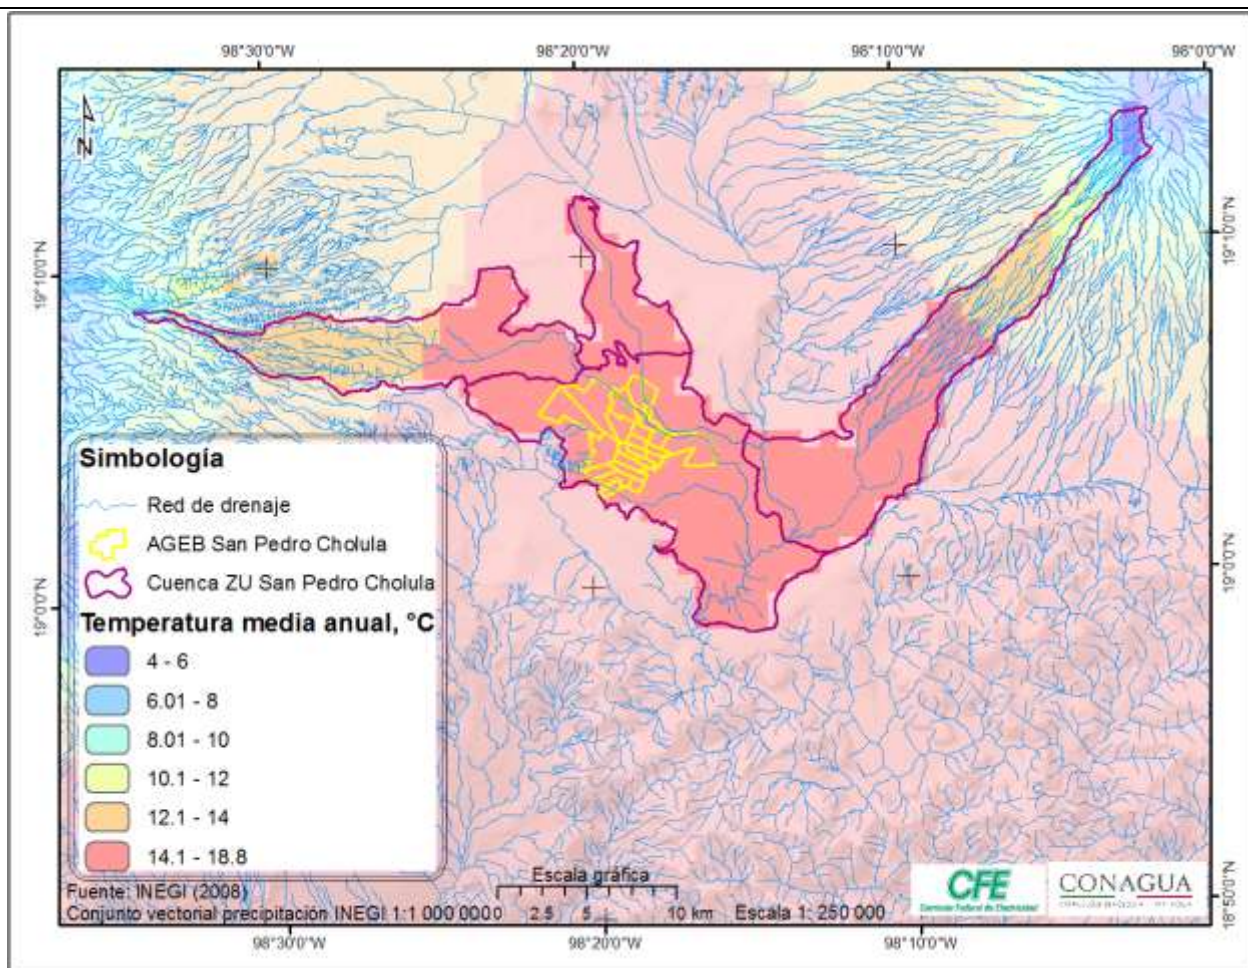 98°30'0"W 98°20'0"W 98°10'0"W 98°0'0"W
N
19°10'0"N
19°10'0"N
Simbología
Red de drenaje
AGEB San Pedro Cholula
Cuenca ZU San Pedro Cholula
19°0'0"N
19°0'0"N
Temperatura media anual, °C
4 - 6
6.01 - 8
8.01 - 10
10.1 - 12
12.1 - 14
14.1 - 18.8
Escala gráfica
Fuente: INEGI (2008)
Conjunto vectorial precipitación INEGI 1:1 000 000
0 2.5 5 10 km Escala 1: 250 000
CFE
Comisión Federal de Electricidad
CONAGUA
18°50'0"N
98°30'0"W 98°20'0"W 98°10'0"W